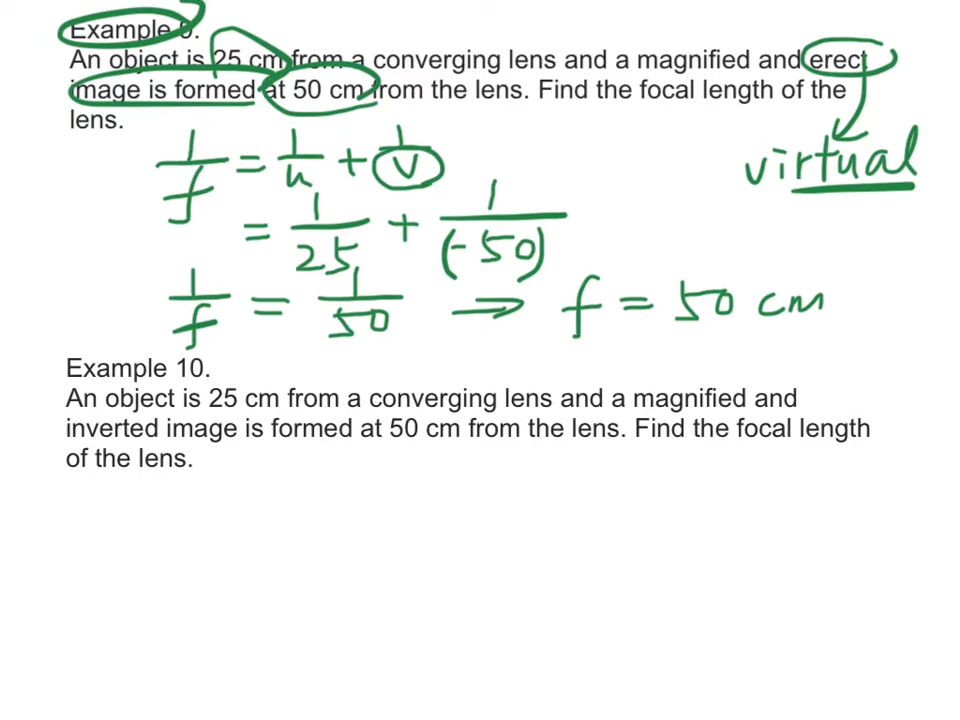 Example 9.
An object is 25 cm from a converging lens and a magnified and erect
image is formed at 50 cm from the lens. Find the focal length of the
lens.
1/f = 1/u + 1/v
virtual
= 1/25 + 1/(-50)
1/f = 1/50 ⇒ f = 50 cm
Example 10.
An object is 25 cm from a converging lens and a magnified and
inverted image is formed at 50 cm from the lens. Find the focal length
of the lens.